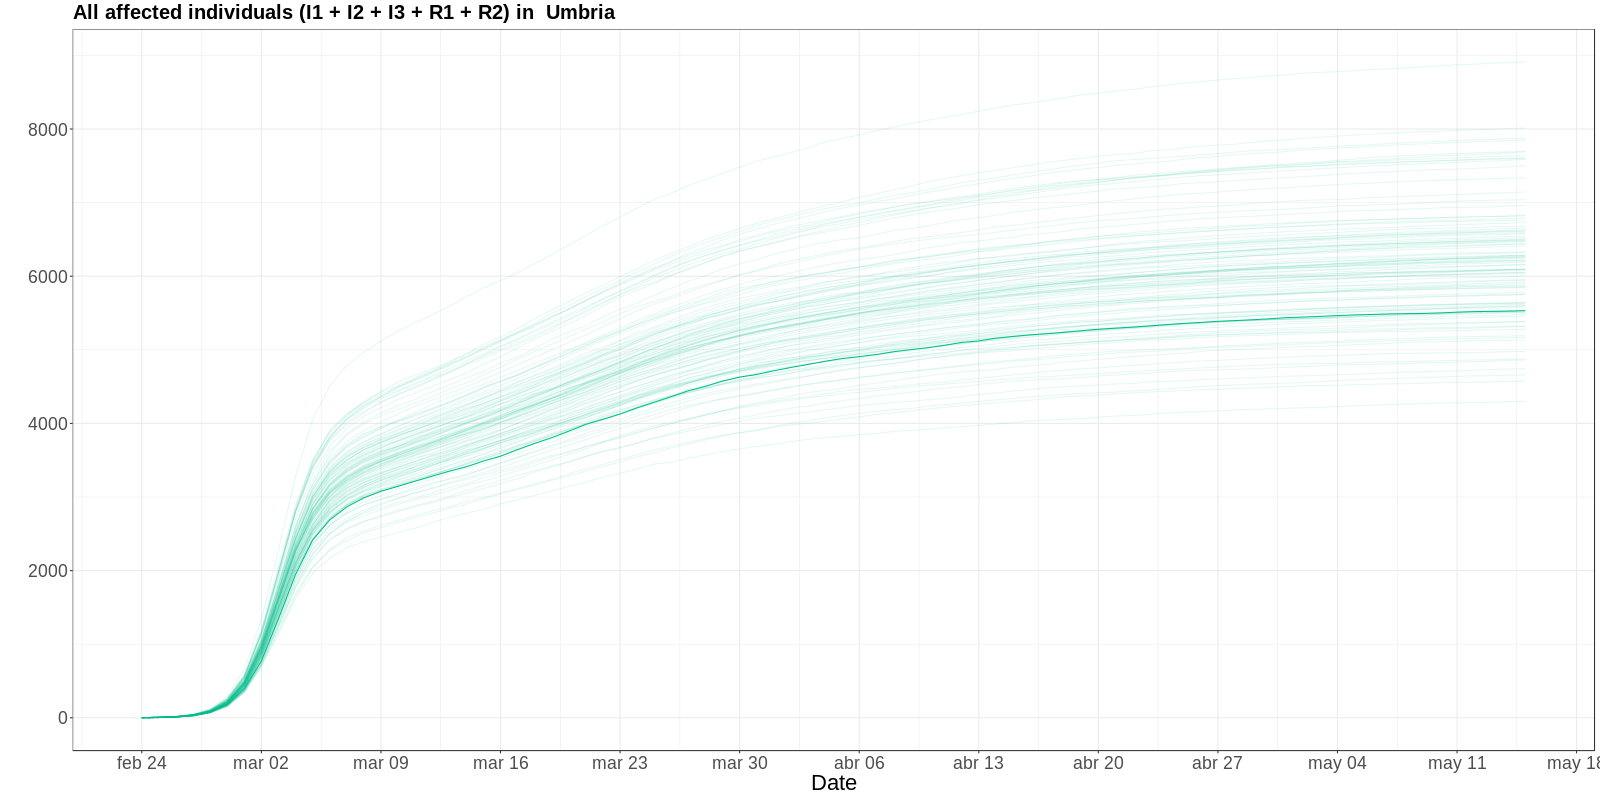 All affected individuals (I1 + I2 + I3 + R1 + R2) in  Umbria
8000
6000
4000
2000
0
feb 24 mar 02 mar 09 mar 16 mar 23 mar 30 abr 06 abr 13 abr 20 abr 27 may 04 may 11 may 18
Date